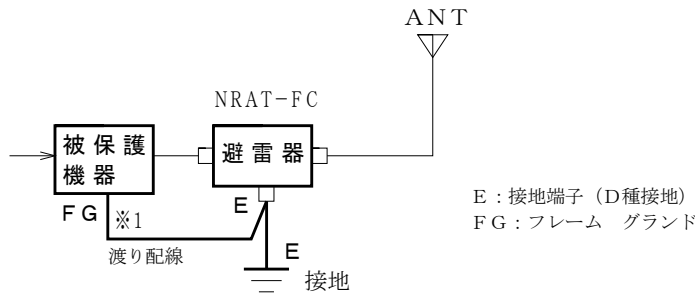 ANT
NRAT-FC
被保護
機器
避雷器
E
FG
※1
渡り配線
E
接地
E：接地端子（D種接地）
FG：フレーム　グランド